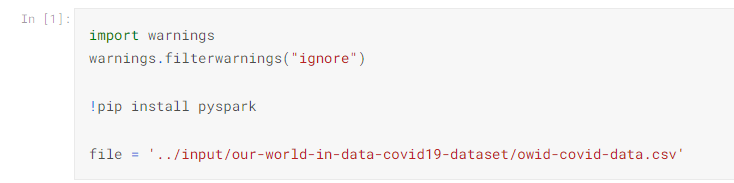 In [1]:
import warnings
warnings.filterwarnings("ignore")
!pip install pyspark
file = '../input/our-world-in-data-covid19-dataset/owid-covid-data.csv'